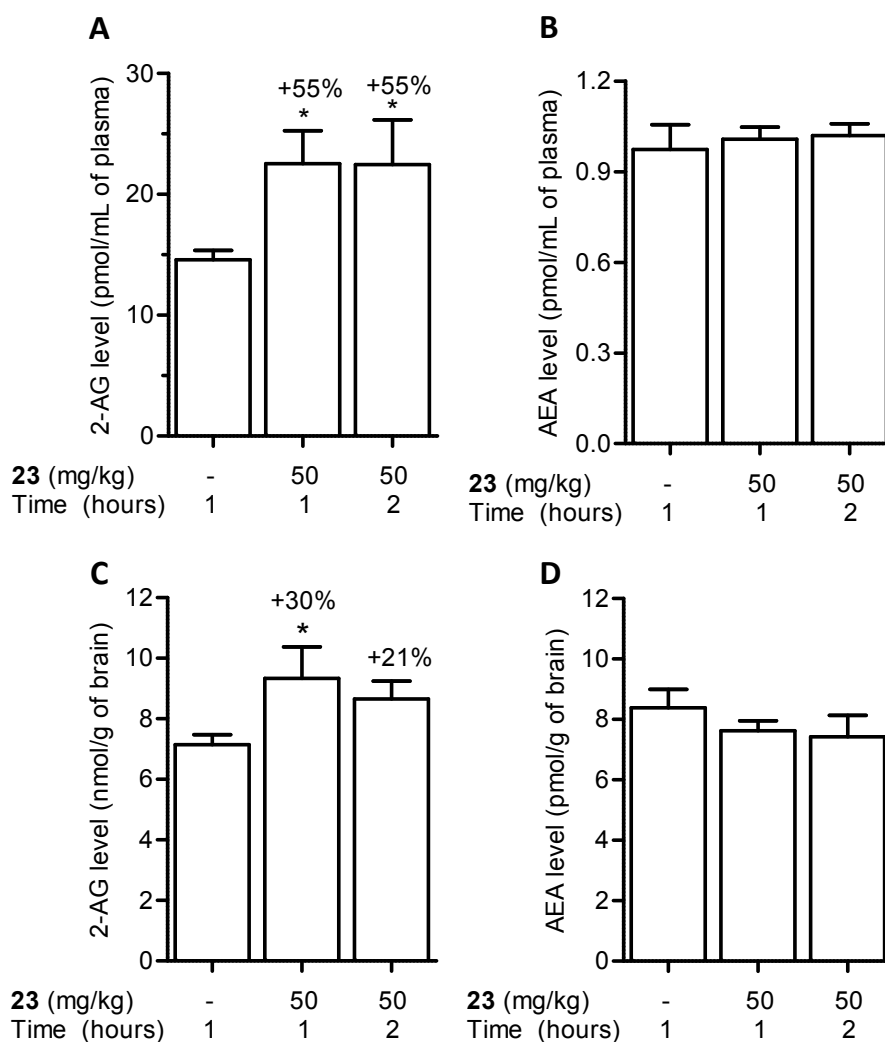 A
2-AG level (pmol/mL of plasma)
30
20
10
0
+55% +55%
* *
23 (mg/kg) - 50 50
Time (hours) 1 1 2
B
AEA level (pmol/mL of plasma)
1.2
0.9
0.6
0.3
0.0
23 (mg/kg) - 50 50
Time (hours) 1 1 2
C
2-AG level (nmol/g of brain)
12
10
8
6
4
2
0
+30%
*
+21%
23 (mg/kg) - 50 50
Time (hours) 1 1 2
D
AEA level (pmol/g of brain)
12
10
8
6
4
2
0
23 (mg/kg) - 50 50
Time (hours) 1 1 2